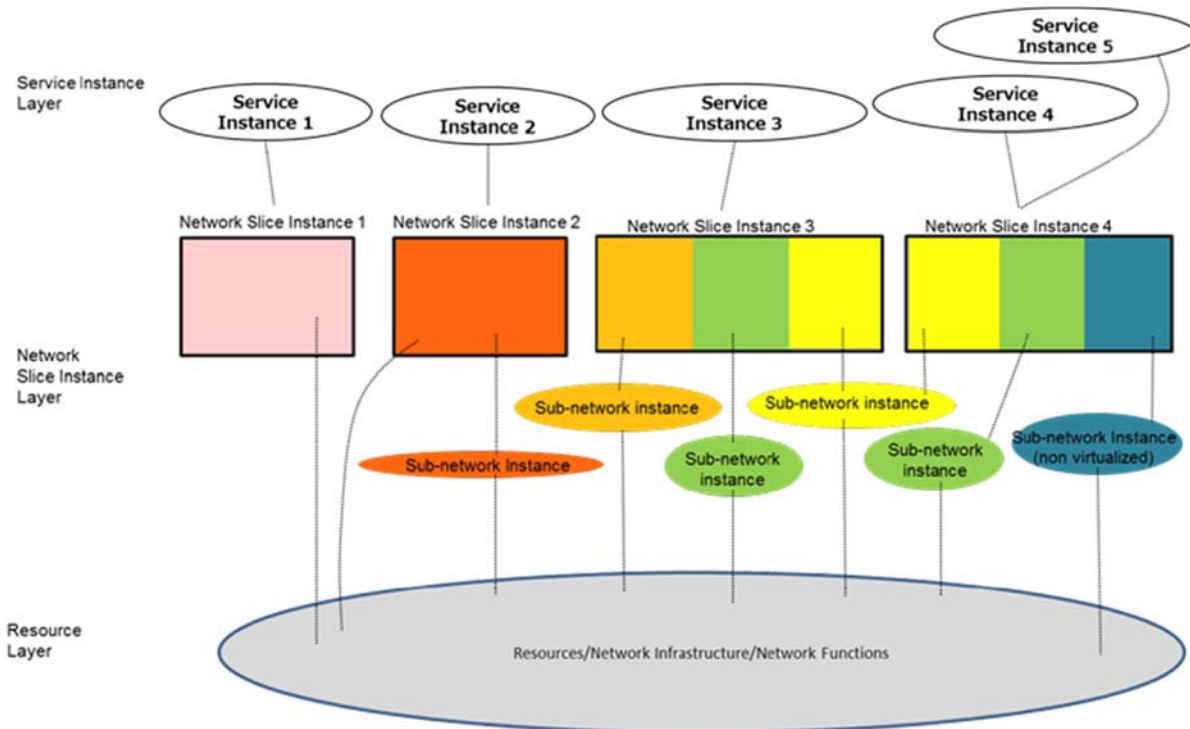 Service
Instance 5
Service Instance
Layer
Service
Instance 1
Service
Instance 2
Service
Instance 3
Service
Instance 4
Network Slice Instance 1
Network Slice Instance 2
Network Slice Instance 3
Network Slice Instance 4
Network
Slice Instance
Layer
Sub-network instance
Sub-network instance
Sub-network Instance
Sub-network
instance
Sub-network
instance
Sub-network Instance
(non virtualized)
Resource
Layer
Resources/Network Infrastructure/Network Functions